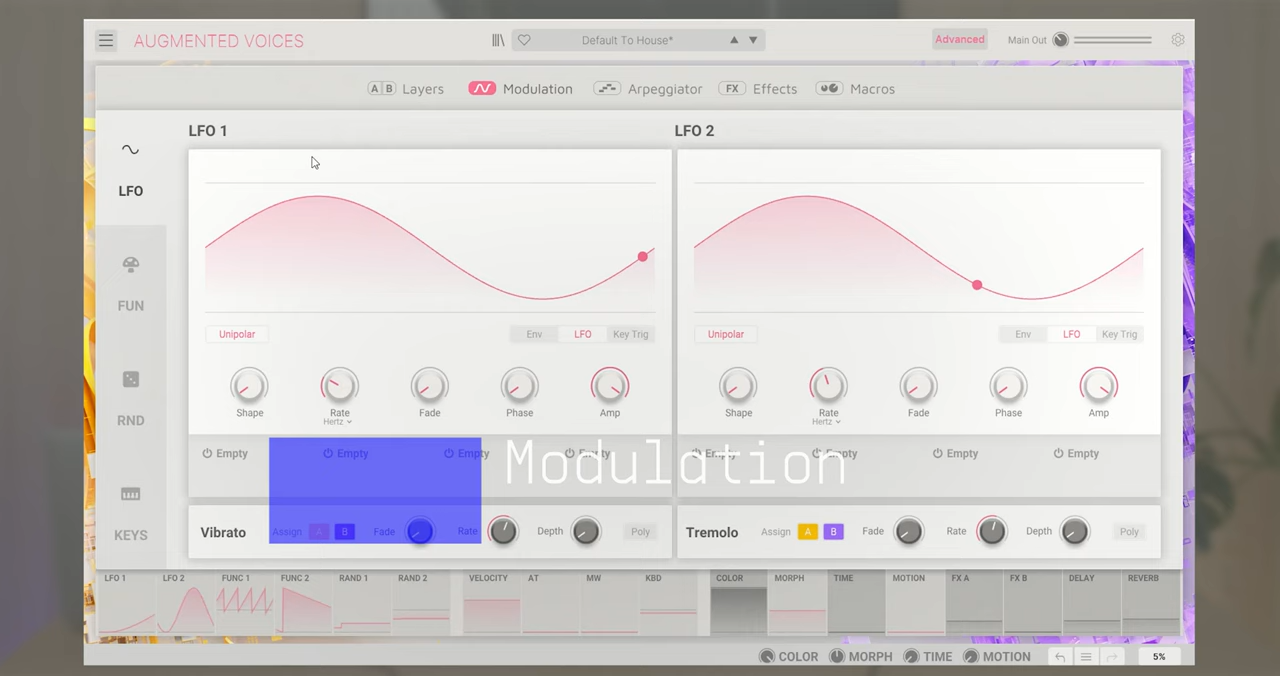 AUGMENTED VOICES
Default To House*
Advanced
Main Out
A B Layers
Modulation
Arpeggiator
FX Effects
Macros
LFO 1
LFO 2
LFO
FUN
RND
KEYS
Unipolar
Env LFO Key Trig
Unipolar
Env LFO Key Trig
Shape Rate Fade Phase Amp
Hertz
Shape Rate Fade Phase Amp
Hertz
Empty Empty Empty Empty
Empty Empty Empty Empty
Modulation
Vibrato Assign A B Fade Rate Depth Poly
Tremolo Assign A B Fade Rate Depth Poly
LFO 1 LFO 2 FUNC 1 FUNC 2 RAND 1 RAND 2 VELOCITY AT MW KBD COLOR MORPH TIME MOTION FX A FX B DELAY REVERB
COLOR MORPH TIME MOTION 5%